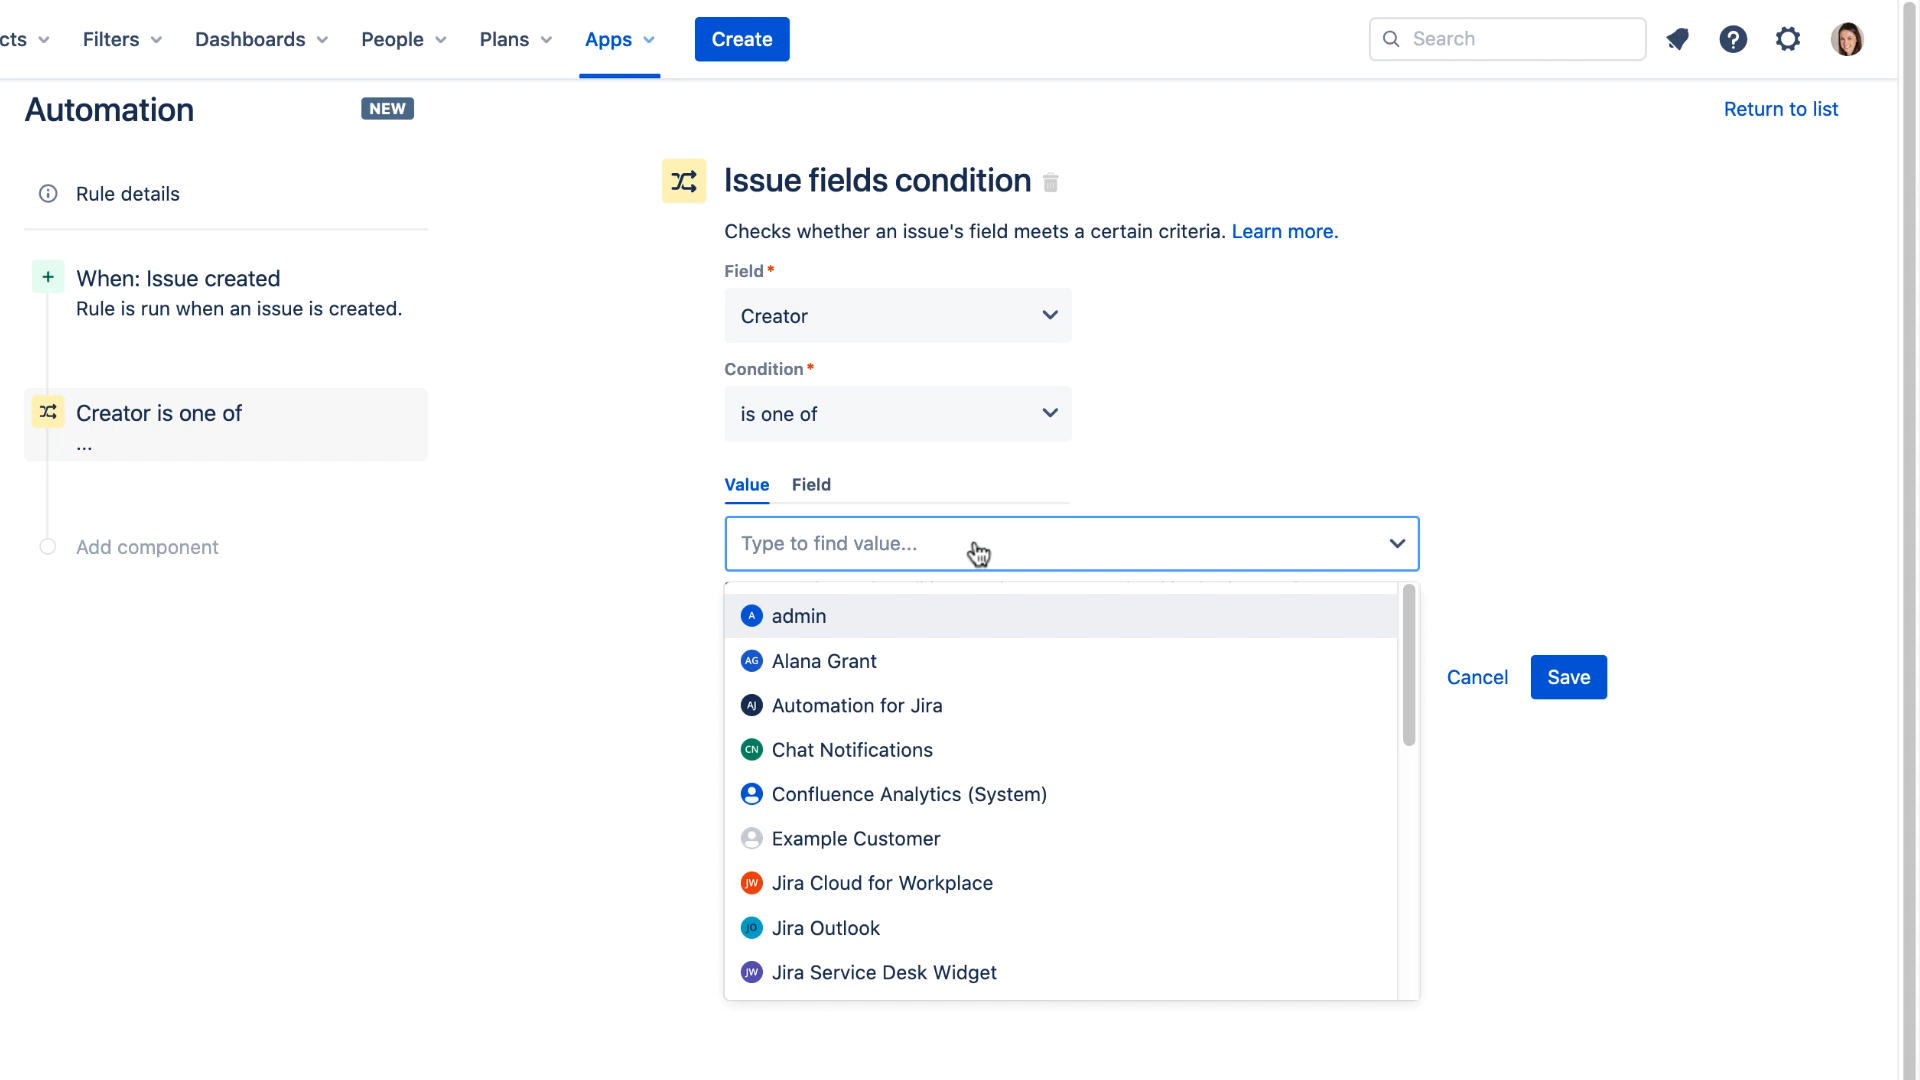 cts Filters Dashboards People Plans Apps Create Search
Automation NEW Return to list
Rule details
When: Issue created
Rule is run when an issue is created.
Creator is one of
...
Add component
Issue fields condition
Checks whether an issue's field meets a certain criteria. Learn more.
Field*
Creator
Condition*
is one of
Value Field
Type to find value...
A admin
AG Alana Grant
AJ Automation for Jira
CN Chat Notifications
Confluence Analytics (System)
Example Customer
JW Jira Cloud for Workplace
JO Jira Outlook
JW Jira Service Desk Widget
Cancel Save